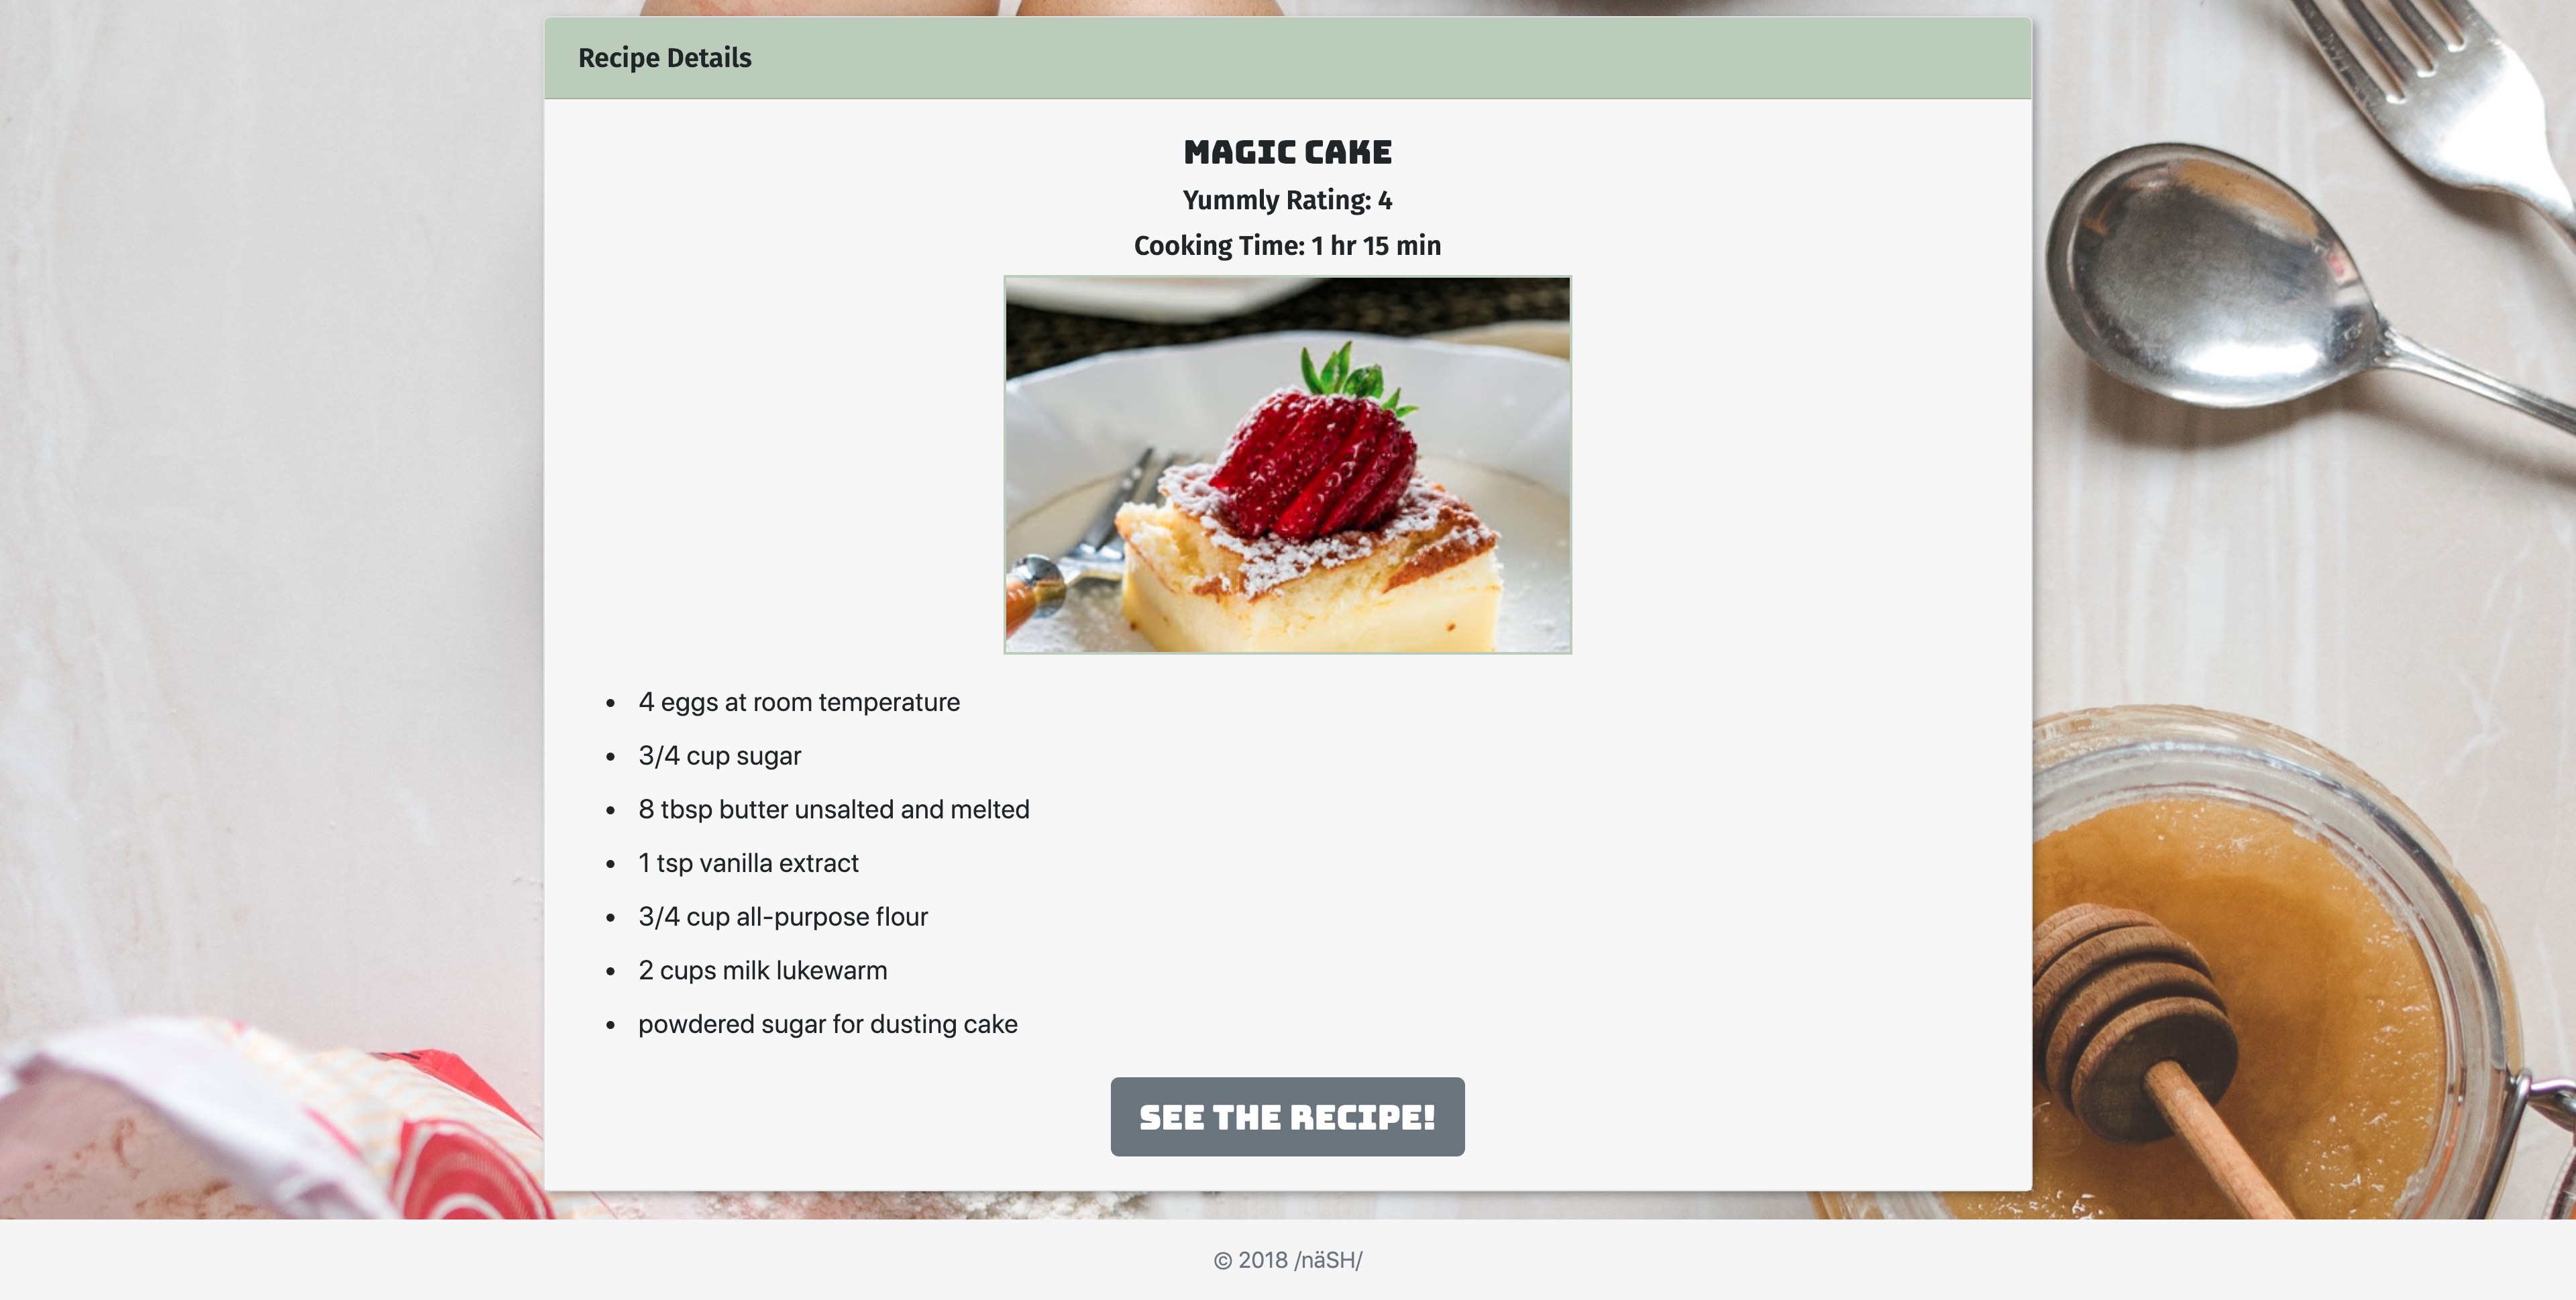 Recipe Details
MAGIC CAKE
Yummly Rating: 4
Cooking Time: 1 hr 15 min
• 4 eggs at room temperature
• 3/4 cup sugar
• 8 tbsp butter unsalted and melted
• 1 tsp vanilla extract
• 3/4 cup all-purpose flour
• 2 cups milk lukewarm
• powdered sugar for dusting cake
SEE THE RECIPE!
© 2018 /näSH/